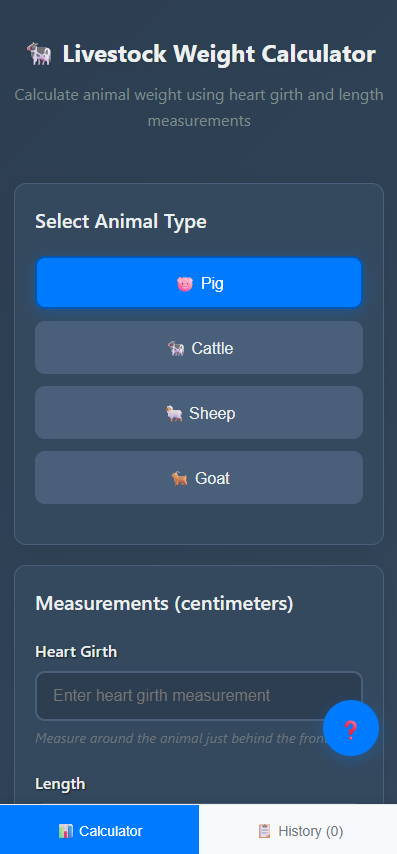 Livestock Weight Calculator
Calculate animal weight using heart girth and length
measurements
Select Animal Type
Pig
Cattle
Sheep
Goat
Measurements (centimeters)
Heart Girth
Enter heart girth measurement
Measure around the animal just behind the
Length
Calculator
History (0)